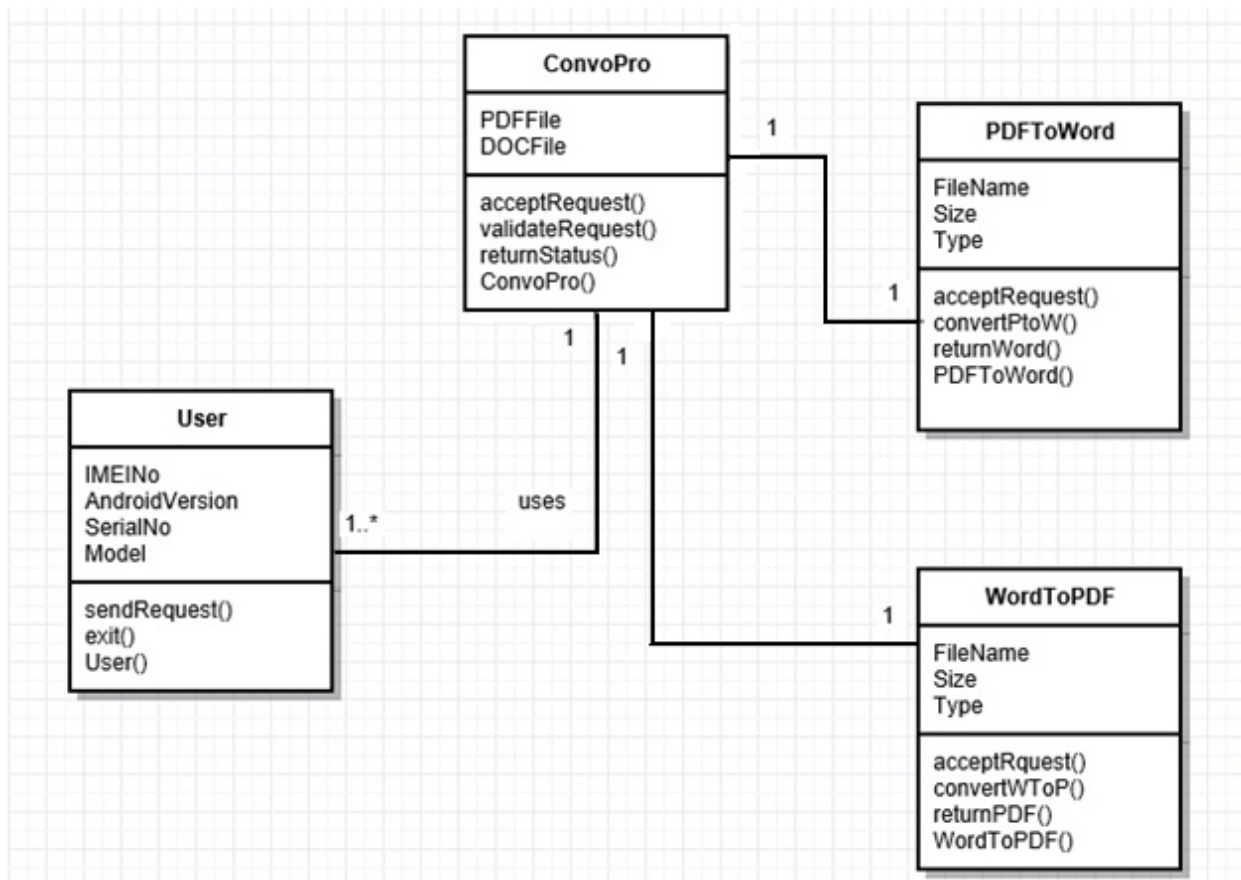 ConvoPro
PDFFile
DOCFile
acceptRequest()
validateRequest()
returnStatus()
ConvoPro()
1
1
PDFToWord
FileName
Size
Type
acceptRequest()
convertPtoW()
returnWord()
PDFToWord()
1
1
User
IMEINo
AndroidVersion
SerialNo
Model
sendRequest()
exit()
User()
1..*
uses
1
WordToPDF
FileName
Size
Type
acceptRquest()
convertWToP()
returnPDF()
WordToPDF()